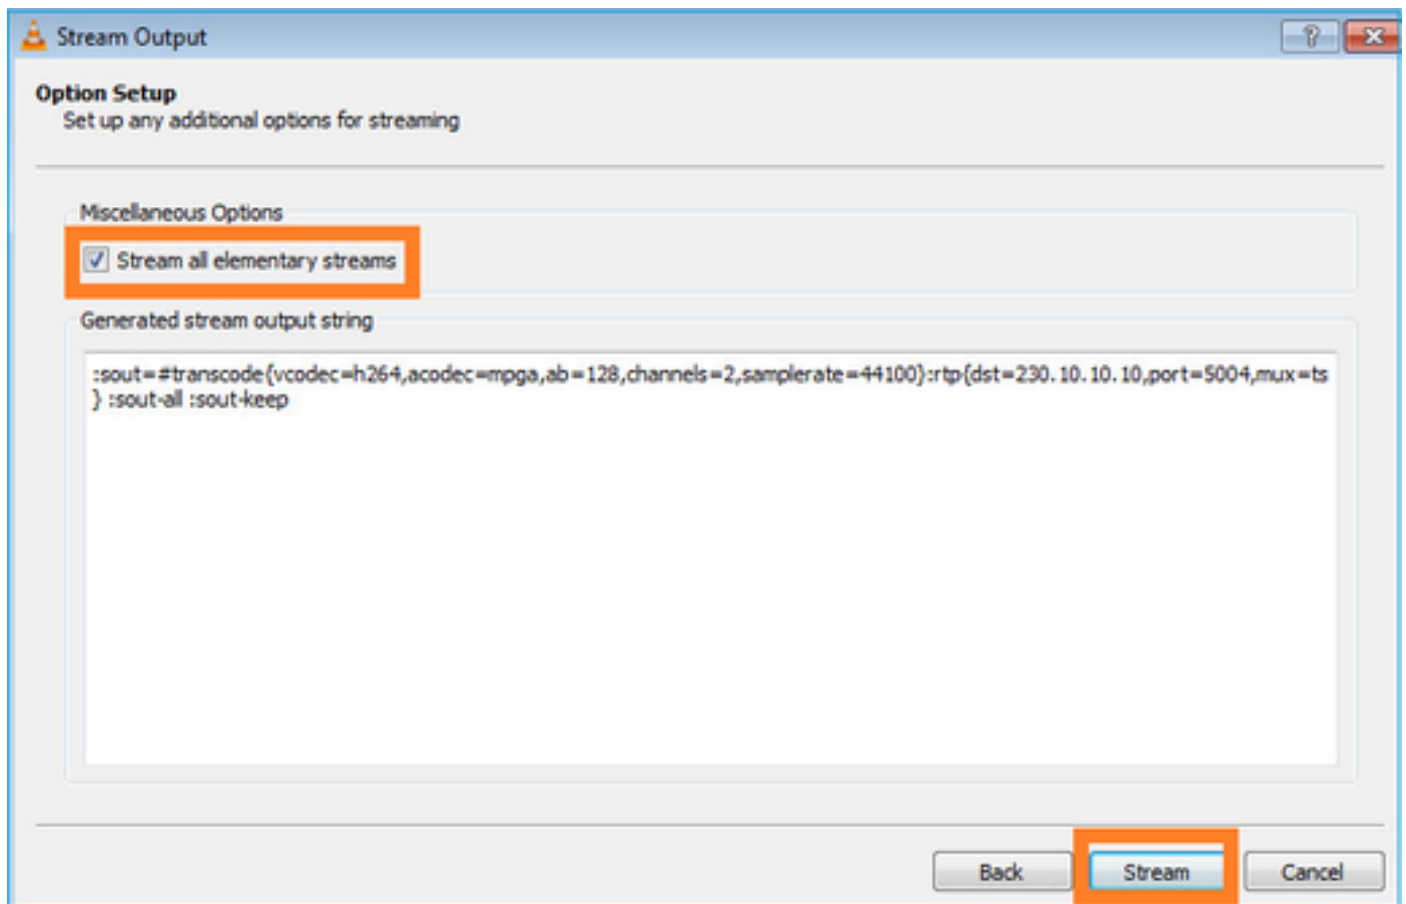 Stream Output
Option Setup
Set up any additional options for streaming
Miscellaneous Options
Stream all elementary streams
Generated stream output string
:sout=#transcode{vcodec=h264,acodec=mpga,ab=128,channels=2,samplerate=44100}:rtp{dst=230.10.10.10,port=5004,mux=ts
} :sout-all :sout-keep
Back Stream Cancel